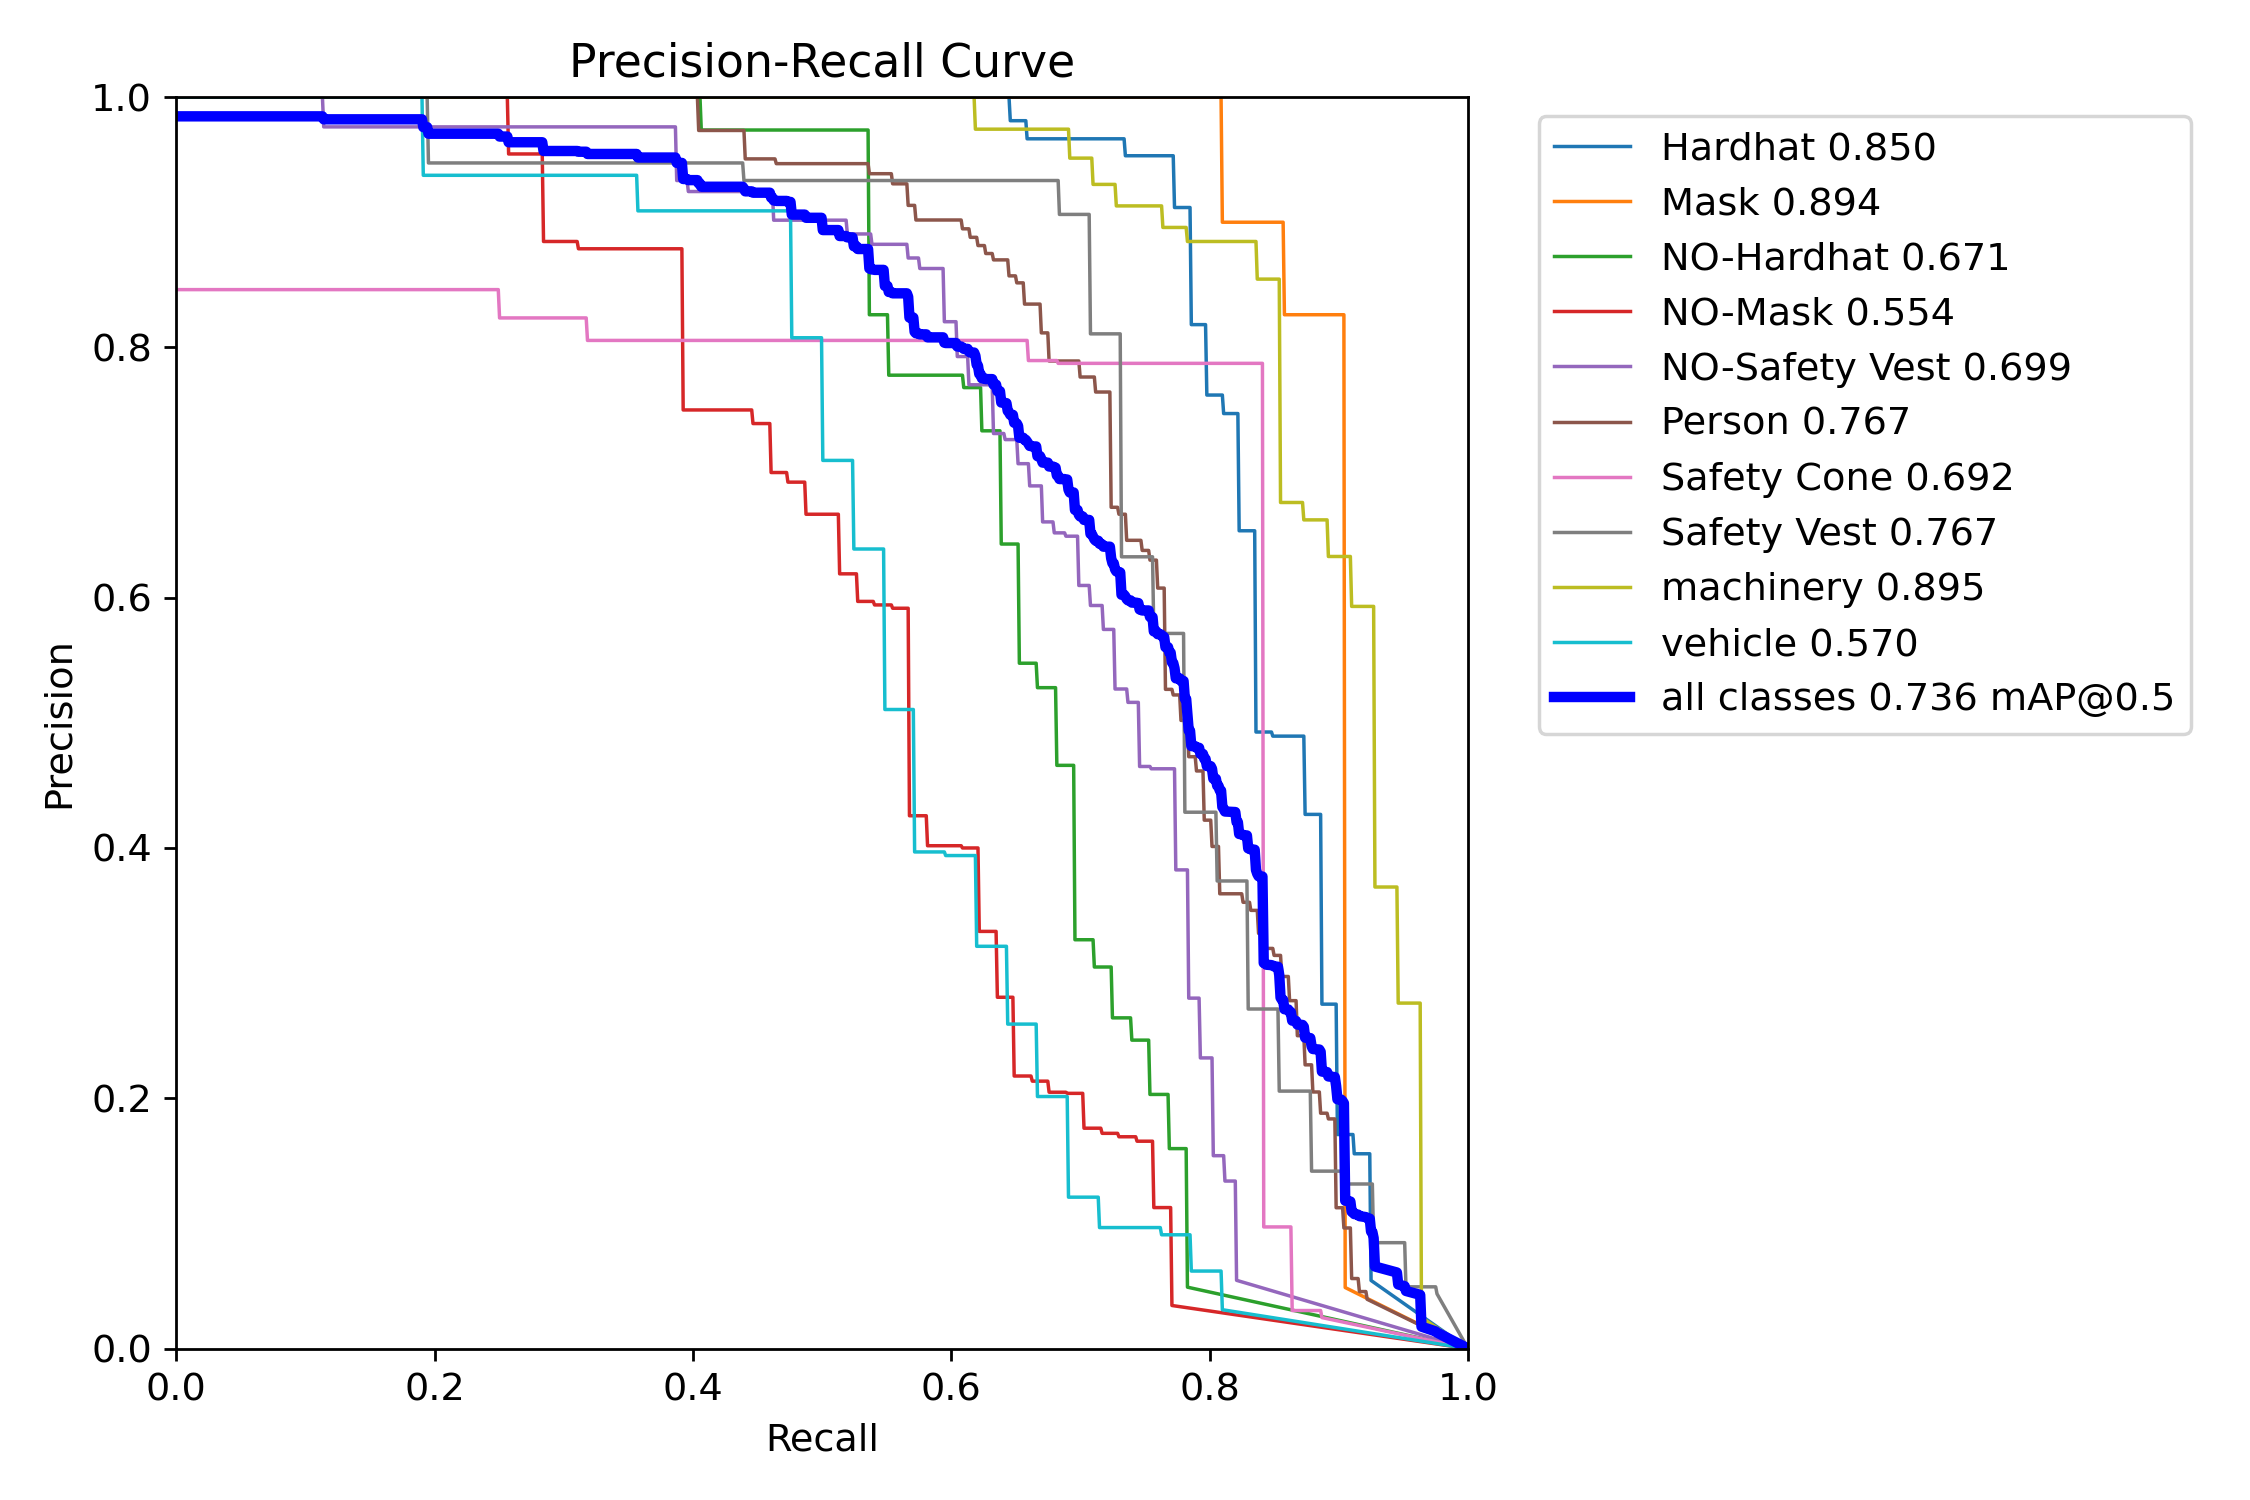 Precision-Recall Curve
1.0
0.8
0.6
0.4
0.2
0.0
Precision
0.0 0.2 0.4 0.6 0.8 1.0
Recall
Hardhat 0.850
Mask 0.894
NO-Hardhat 0.671
NO-Mask 0.554
NO-Safety Vest 0.699
Person 0.767
Safety Cone 0.692
Safety Vest 0.767
machinery 0.895
vehicle 0.570
all classes 0.736 mAP@0.5